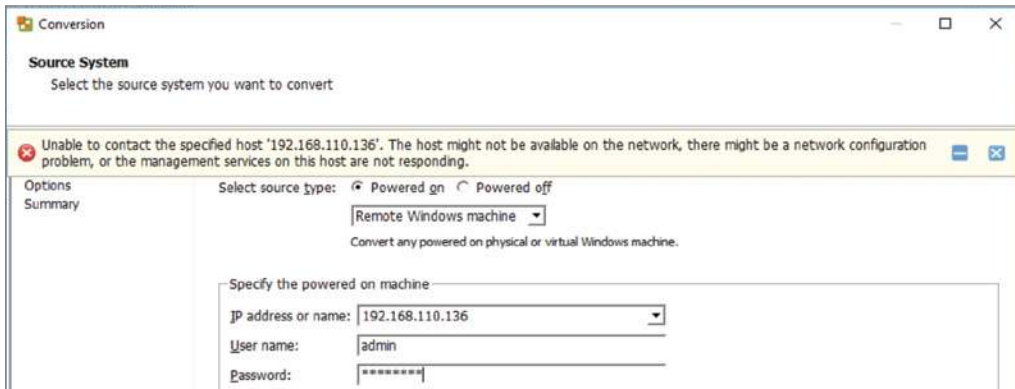 Conversion
Source System
Select the source system you want to convert
Unable to contact the specified host '192.168.110.136'. The host might not be available on the network, there might be a network configuration
problem, or the management services on this host are not responding.
Options
Select source type: Powered on Powered off
Summary
Remote Windows machine
Convert any powered on physical or virtual Windows machine.
Specify the powered on machine
IP address or name: 192.168.110.136
User name: admin
Password: ********